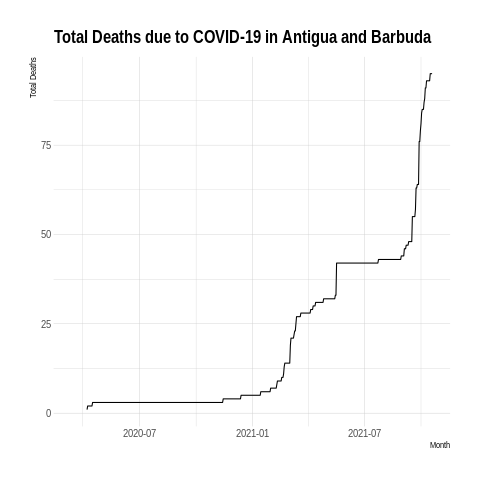 Total Deaths due to COVID-19 in Antigua and Barbuda
Total Deaths
75
50
25
0
2020-07
2021-01
2021-07
Month